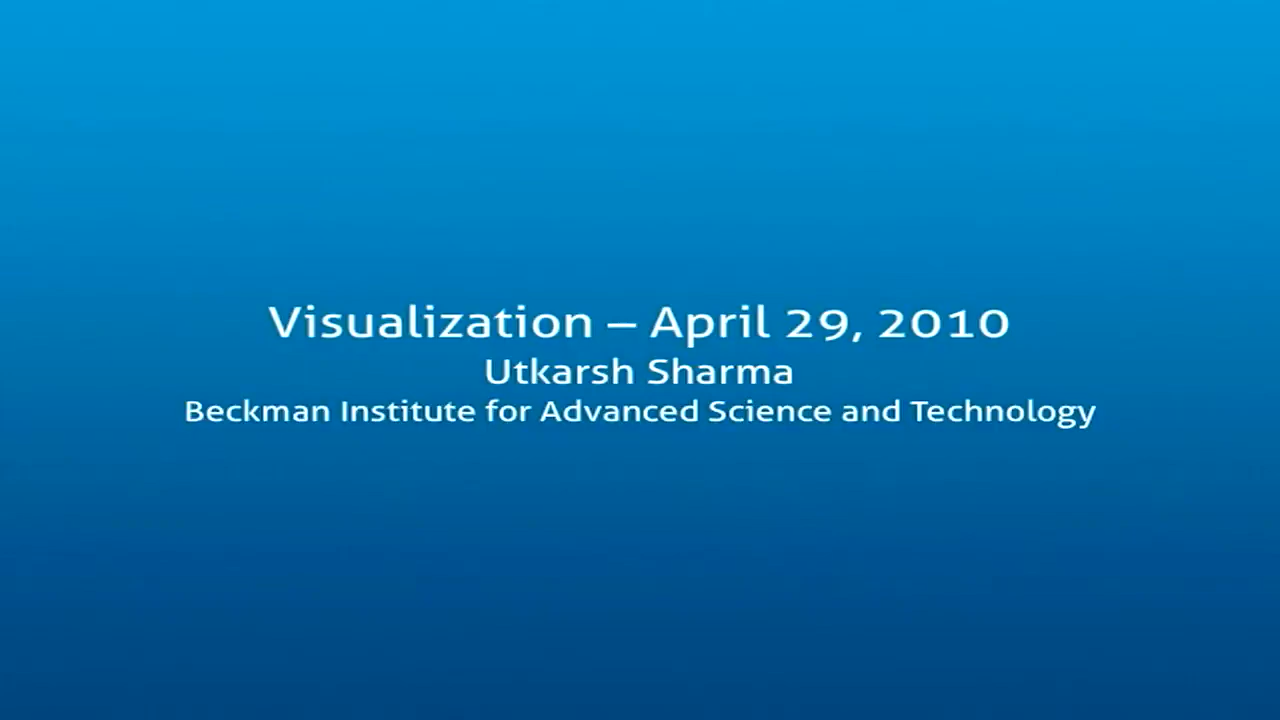 Visualization – April 29, 2010
Utkarsh Sharma
Beckman Institute for Advanced Science and Technology